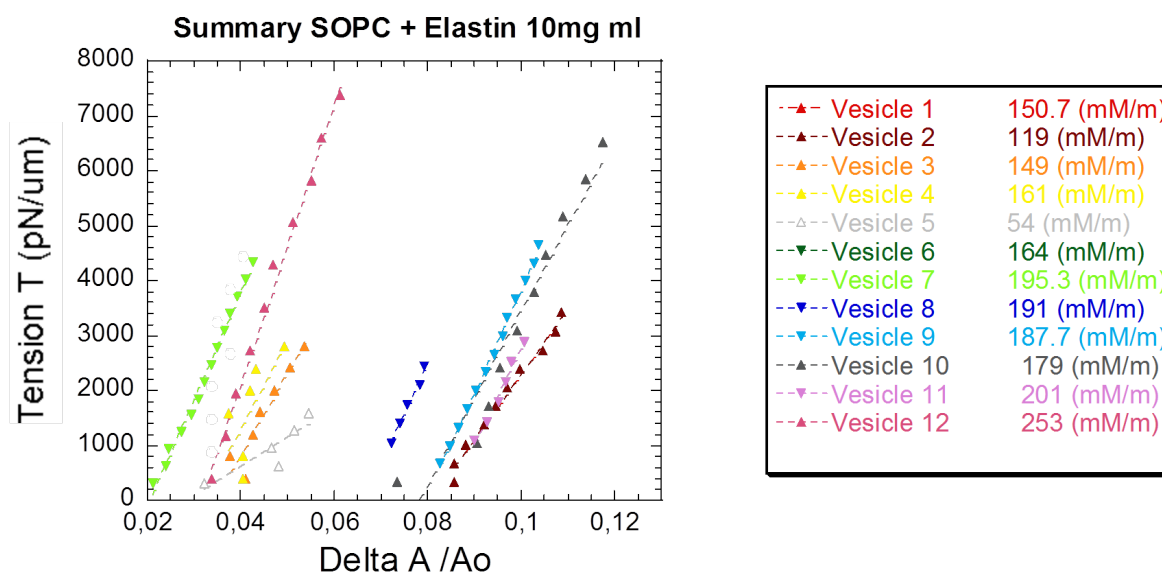 Summary SOPC + Elastin 10mg ml
Tension T (pN/um)
8000
7000
6000
5000
4000
3000
2000
1000
0
0,02 0,04 0,06 0,08 0,1 0,12
Delta A /Ao
Vesicle 1 150.7 (mM/m)
Vesicle 2 119 (mM/m)
Vesicle 3 149 (mM/m)
Vesicle 4 161 (mM/m)
Vesicle 5 54 (mM/m)
Vesicle 6 164 (mM/m)
Vesicle 7 195.3 (mM/m)
Vesicle 8 191 (mM/m)
Vesicle 9 187.7 (mM/m)
Vesicle 10 179 (mM/m)
Vesicle 11 201 (mM/m)
Vesicle 12 253 (mM/m)